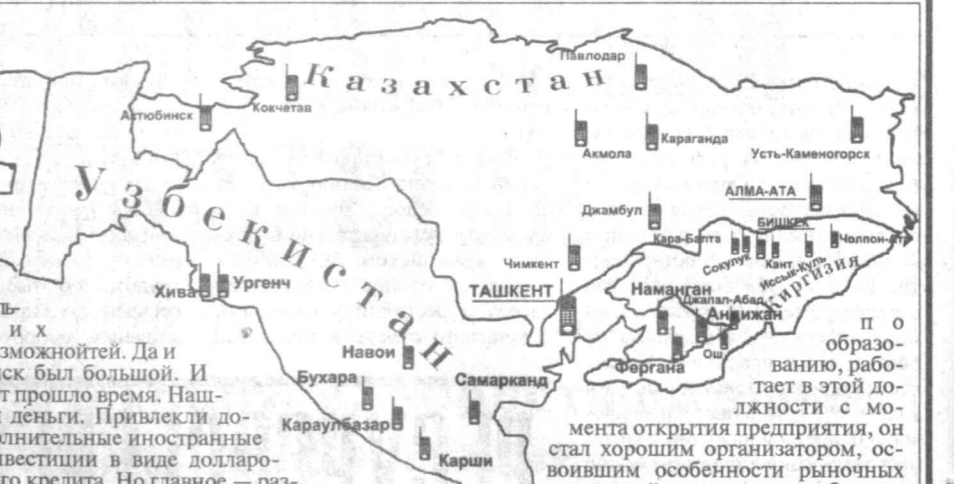 Казахстан
Павлодар
Кокчетав
Актюбинск
Акмола
Караганда
Усть-Каменогорск
Узбекистан
АЛМА-АТА
Джамбул
БИШКЕК
Кара-Балта
Чолпон-Ата
Сокулук
Кант
Иссык-Куль
Киргизия
Чимкент
ТАШКЕНТ
Наманган
Джалал-Абад
Андижан
Хива
Ургенч
Ош
Фергана
Навои
Бухара
Самарканд
Караулбазар
Карши
ль
их
зможнойтей. Да и
иск был большой. И
т прошло время. Наш-
и деньги. Привлекли до-
олнительные иностранные
нвестиции в виде долларо-
го кредита. Но главное — раз-
по
образо-
ванию, рабо-
тает в этой до-
лжности с мо-
мента открытия предприятия, он
стал хорошим организатором, ос-
воившим особенности рыночных